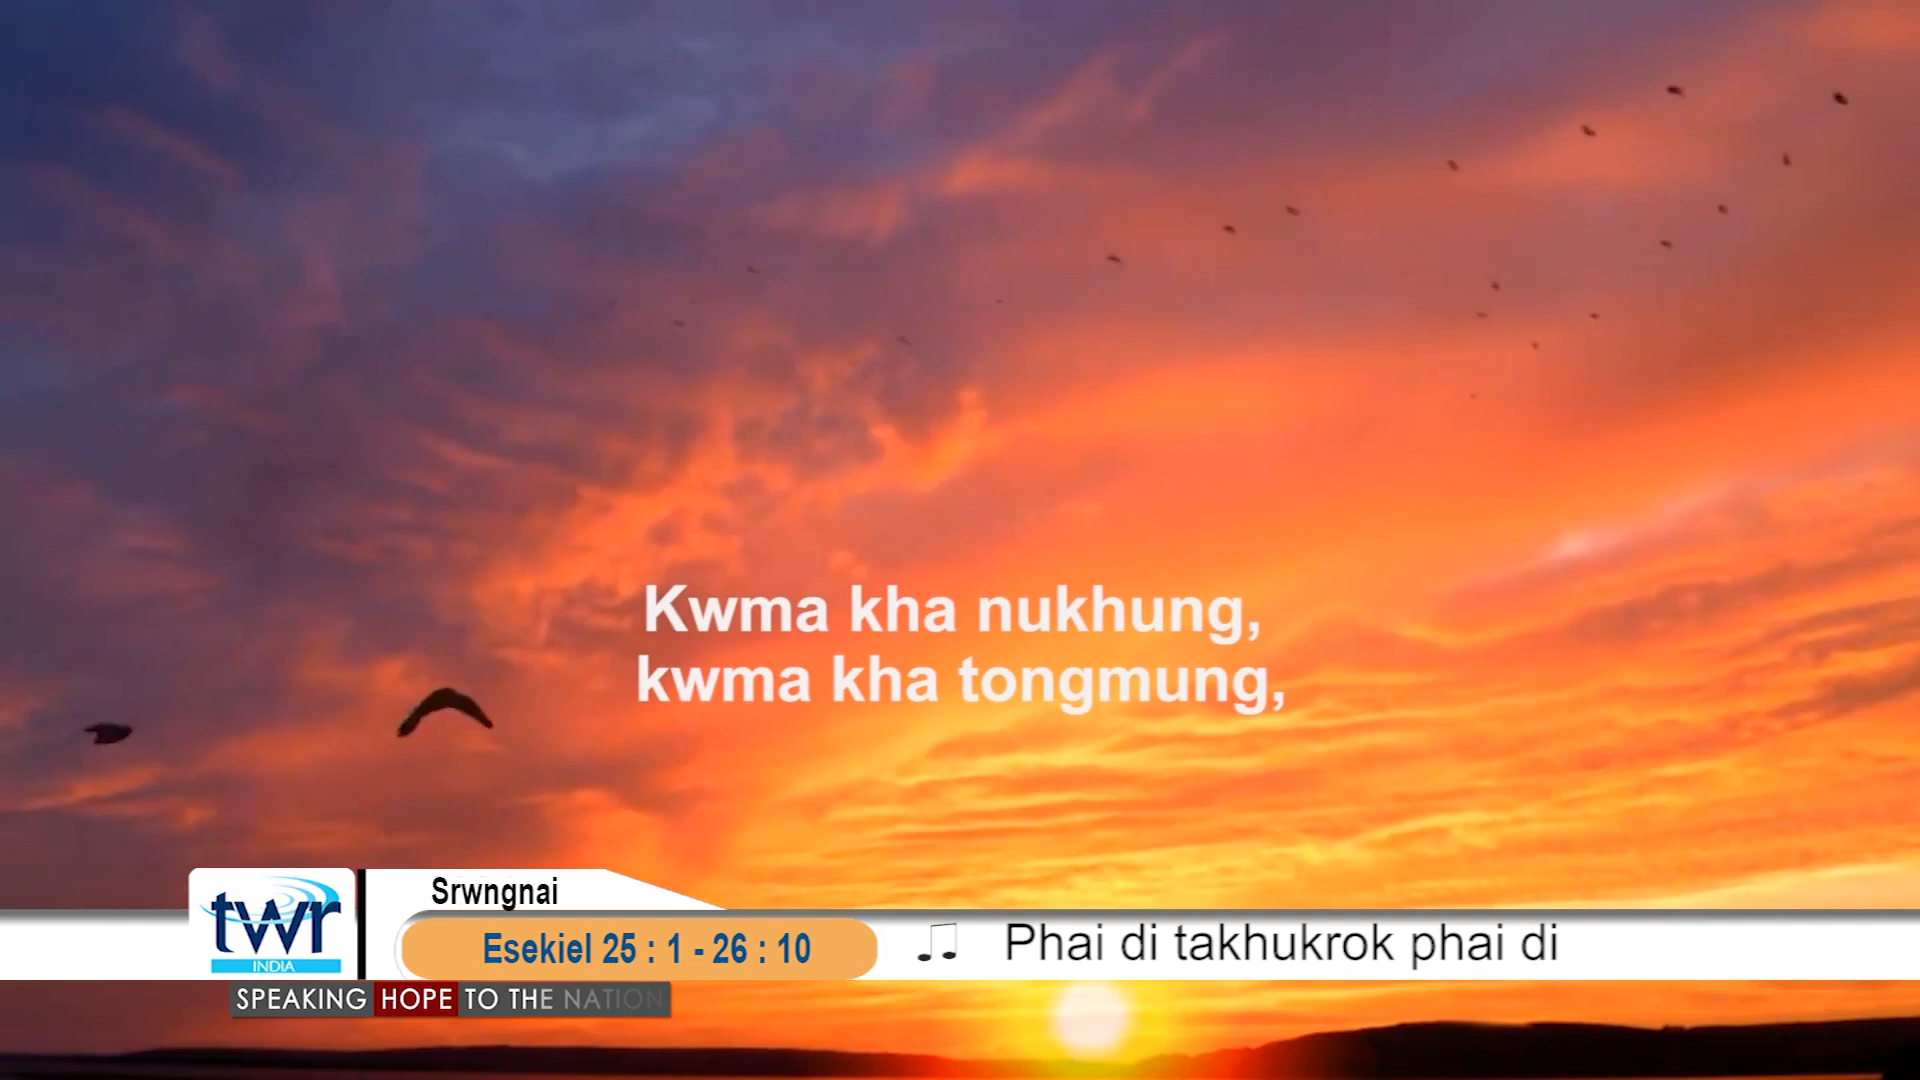 Kwma kha nukhung,
kwma kha tongmung,
twr
INDIA
Srwngnai
Esekiel 25 : 1 - 26 : 10
Phai di takhukrok phai di
SPEAKING HOPE TO THE NATION